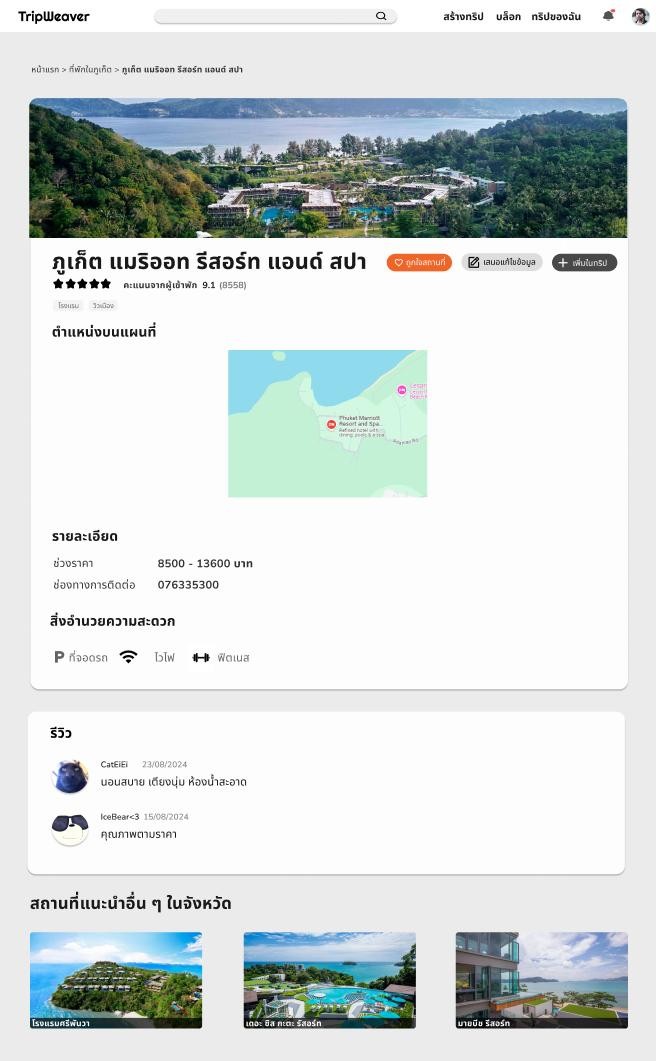 TripWeaver
สร้างทริป บล็อก ทริปของฉัน
หน้าแรก > ที่พักในภูเก็ต > ภูเก็ต แมริออท รีสอร์ท แอนด์ สปา
ภูเก็ต แมริออท รีสอร์ท แอนด์ สปา
ถูกใจสถานที่ เสนอแก้ไขข้อมูล เพิ่มในทริป
คะแนนจากผู้เข้าพัก 9.1 (8558)
โรงแรม วิวเมือง
ตำแหน่งบนแผนที่
Phuket Marriott
Resort and Spa...
Refined hotel with
dining, pools & a spa
รายละเอียด
ช่วงราคา 8500 - 13600 บาท
ช่องทางการติดต่อ 076335300
สิ่งอำนวยความสะดวก
P ที่จอดรถ ไวไฟ ฟิตเนส
รีวิว
CatEiEi 23/08/2024
นอนสบาย เตียงนุ่ม ห้องน้ำสะอาด
IceBear<3 15/08/2024
คุณภาพตามราคา
สถานที่แนะนำอื่น ๆ ในจังหวัด
โรงแรมศรีพันวา
เดอะ ชิส กะตะ รีสอร์ท
มายบีช รีสอร์ท